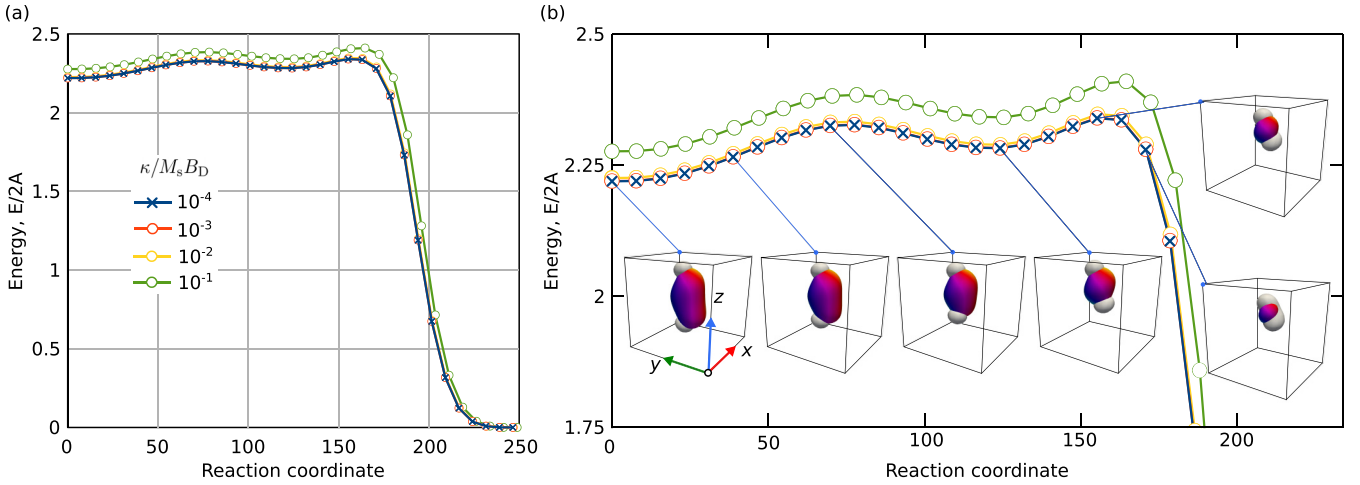 (a)
Energy, E/2A
2.5
2
1.5
1
0.5
0
κ/M_s B_D
10^-4
10^-3
10^-2
10^-1
0 50 100 150 200 250
Reaction coordinate
(b)
Energy, E/2A
2.5
2.25
2
1.75
z
x
y
0 50 100 150 200
Reaction coordinate